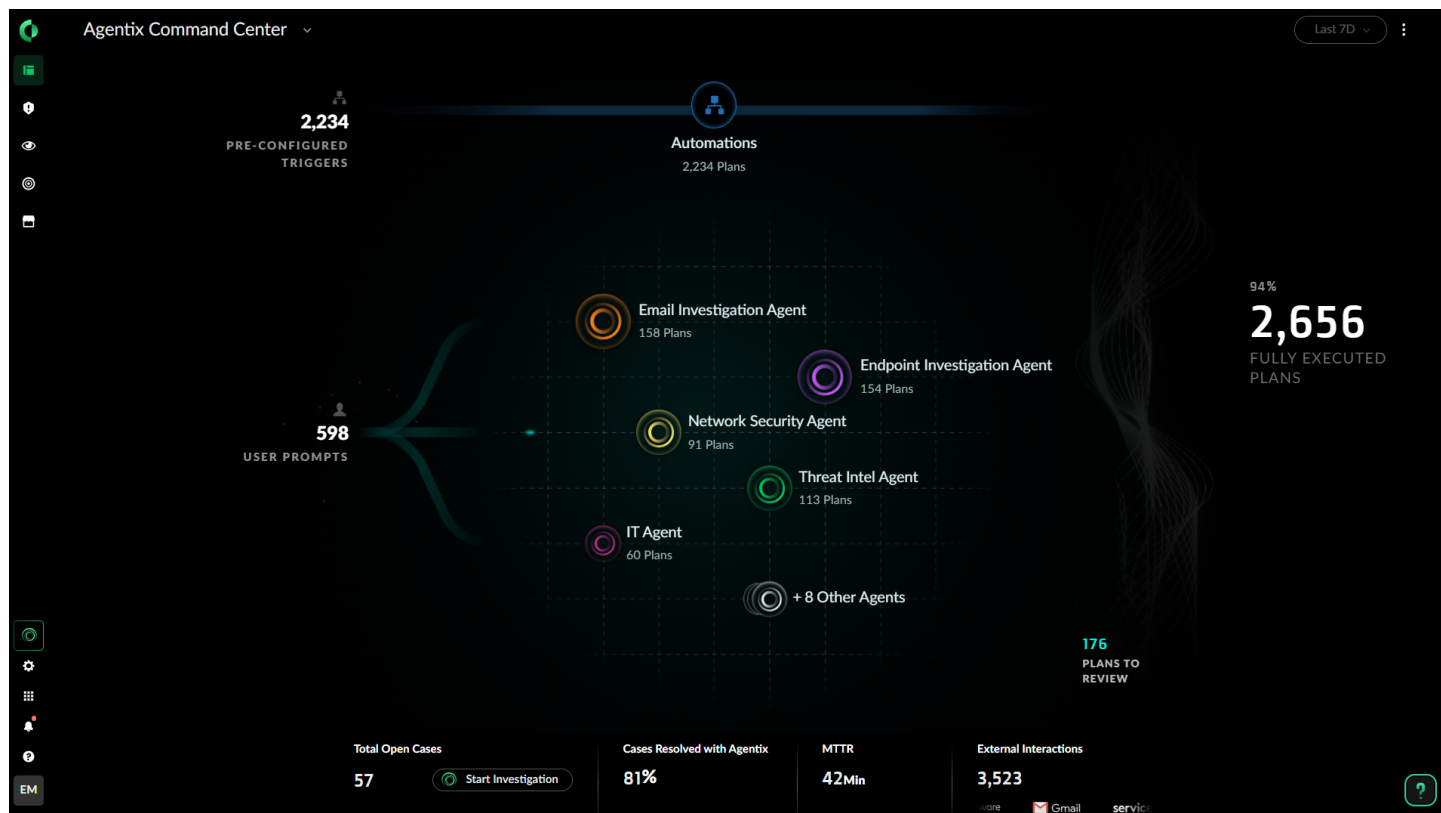 Agentix Command Center
Last 7D
2,234
PRE-CONFIGURED
TRIGGERS
Automations
2,234 Plans
94%
2,656
FULLY EXECUTED
PLANS
Email Investigation Agent
158 Plans
Endpoint Investigation Agent
154 Plans
598
USER PROMPTS
Network Security Agent
91 Plans
Threat Intel Agent
113 Plans
IT Agent
60 Plans
+ 8 Other Agents
176
PLANS TO
REVIEW
Total Open Cases
57
Start Investigation
Cases Resolved with Agentix
81%
MTTR
42Min
External Interactions
3,523
Gmail
EM
?